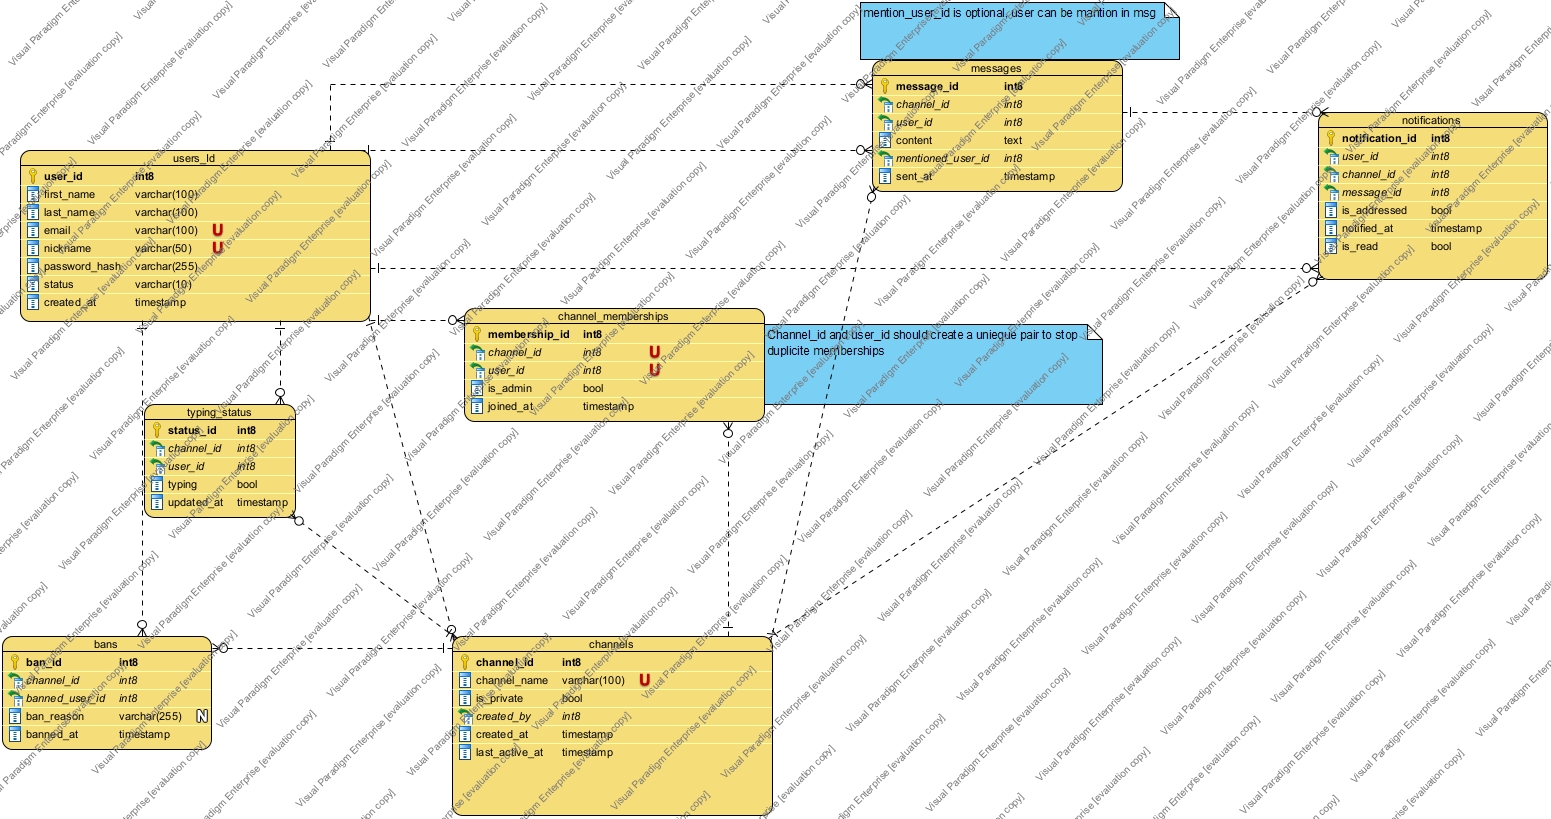 mention_user_id is optional, user can be mantion in msg
messages
message_id int8
channel_id int8
user_id int8
content text
mentioned_user_id int8
sent_at timestamp
notifications
notification_id int8
user_id int8
channel_id int8
message_id int8
is_addressed bool
notified_at timestamp
is_read bool
users_Id
user_id int8
first_name varchar(100)
last_name varchar(100)
email varchar(100) U
nickname varchar(50) U
password_hash varchar(255)
status varchar(10)
created_at timestamp
channel_memberships
membership_id int8
channel_id int8 U
user_id int8 U
is_admin bool
joined_at timestamp
Channel_id and user_id should create a uniegue pair to stop
duplicite memberships
typing_status
status_id int8
channel_id int8
user_id int8
typing bool
updated_at timestamp
bans
ban_id int8
channel_id int8
banned_user_id int8
ban_reason varchar(255) N
banned_at timestamp
channels
channel_id int8
channel_name varchar(100) U
is_private bool
created_by int8
created_at timestamp
last_active_at timestamp
Visual Paradigm Enterprise [evaluation copy]